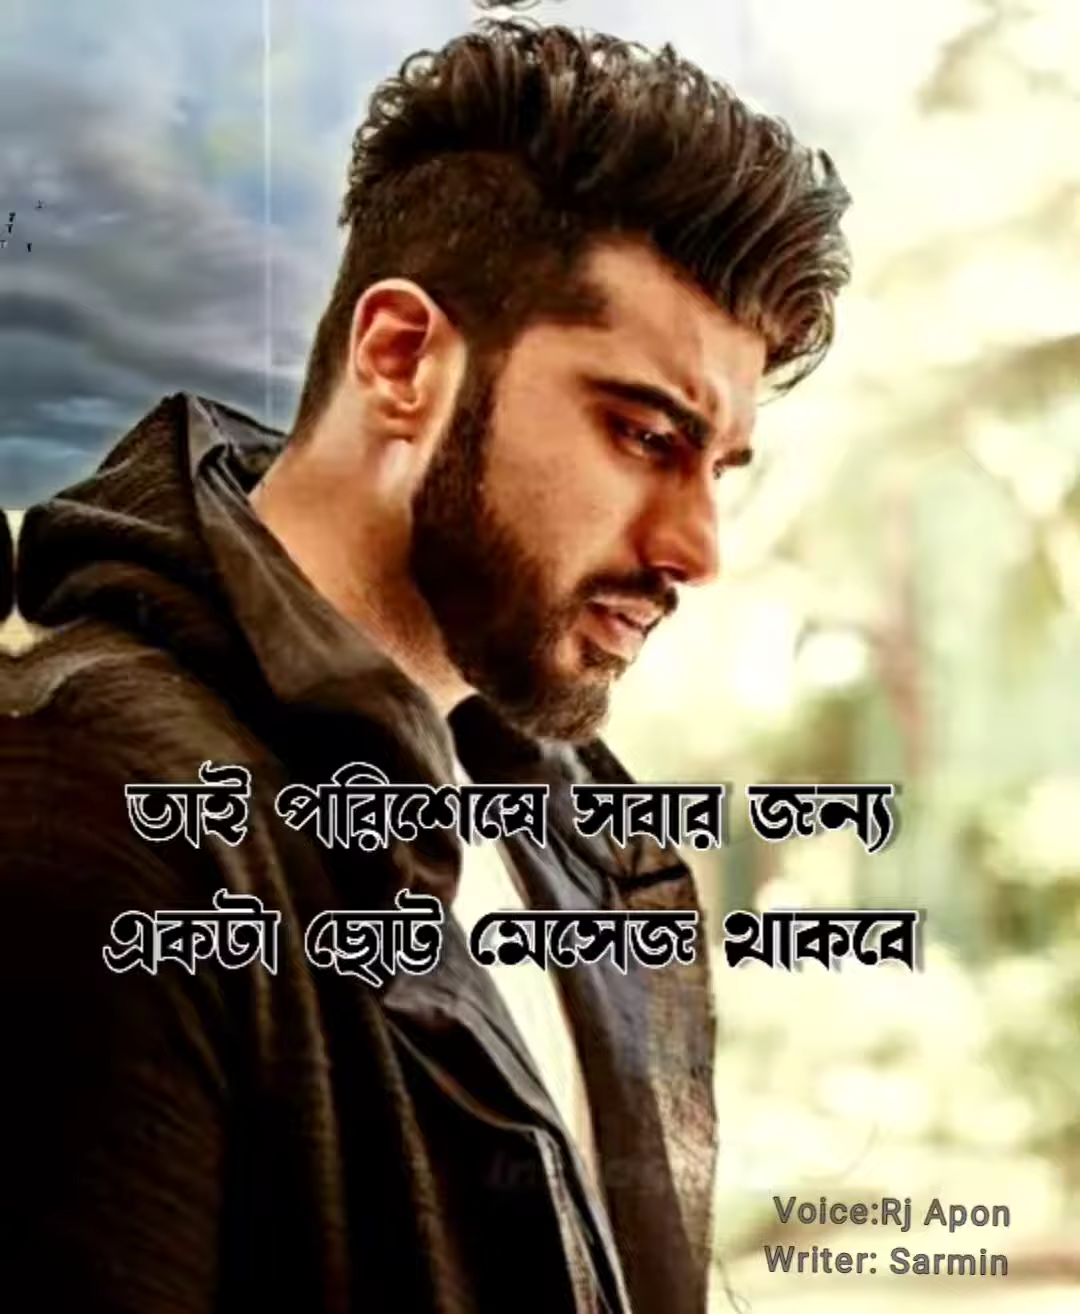 তাই পরিশেষে সবার জন্য
একটা ছোট্ট মেসেজ থাকবে
Voice:Rj Apon
Writer: Sarmin